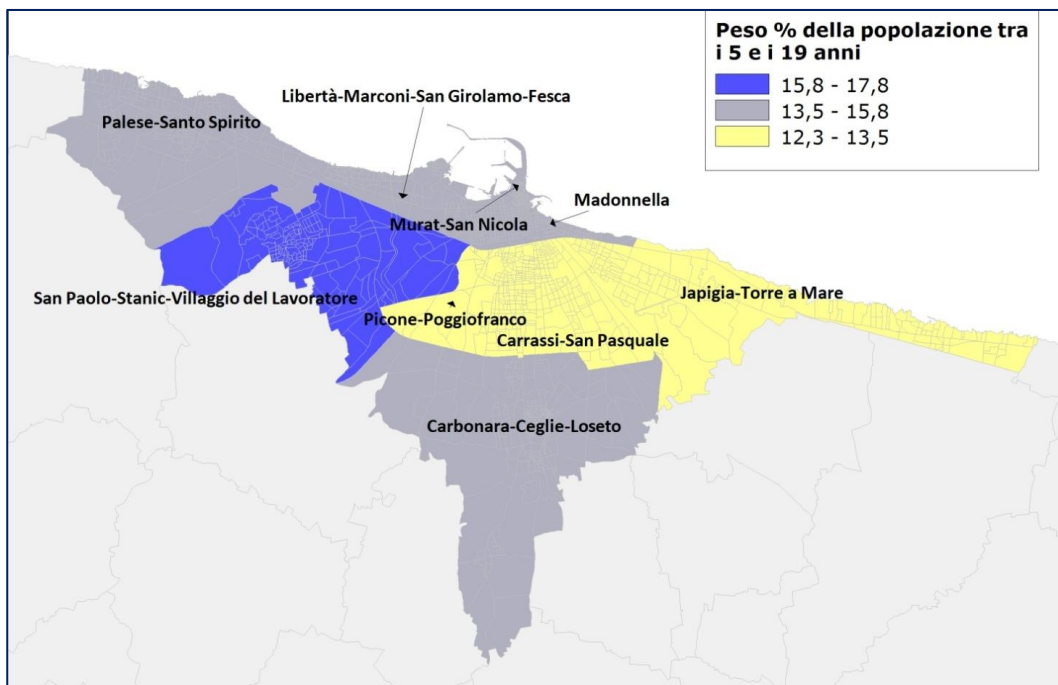 Peso % della popolazione tra
i 5 e i 19 anni
15,8 - 17,8
13,5 - 15,8
12,3 - 13,5
Libertà-Marconi-San Girolamo-Fesca
Palese-Santo Spirito
Madonnella
Murat-San Nicola
San Paolo-Stanic-Villaggio del Lavoratore
Japigia-Torre a Mare
Picone-Poggiofranco
Carrassi-San Pasquale
Carbonara-Ceglie-Loseto